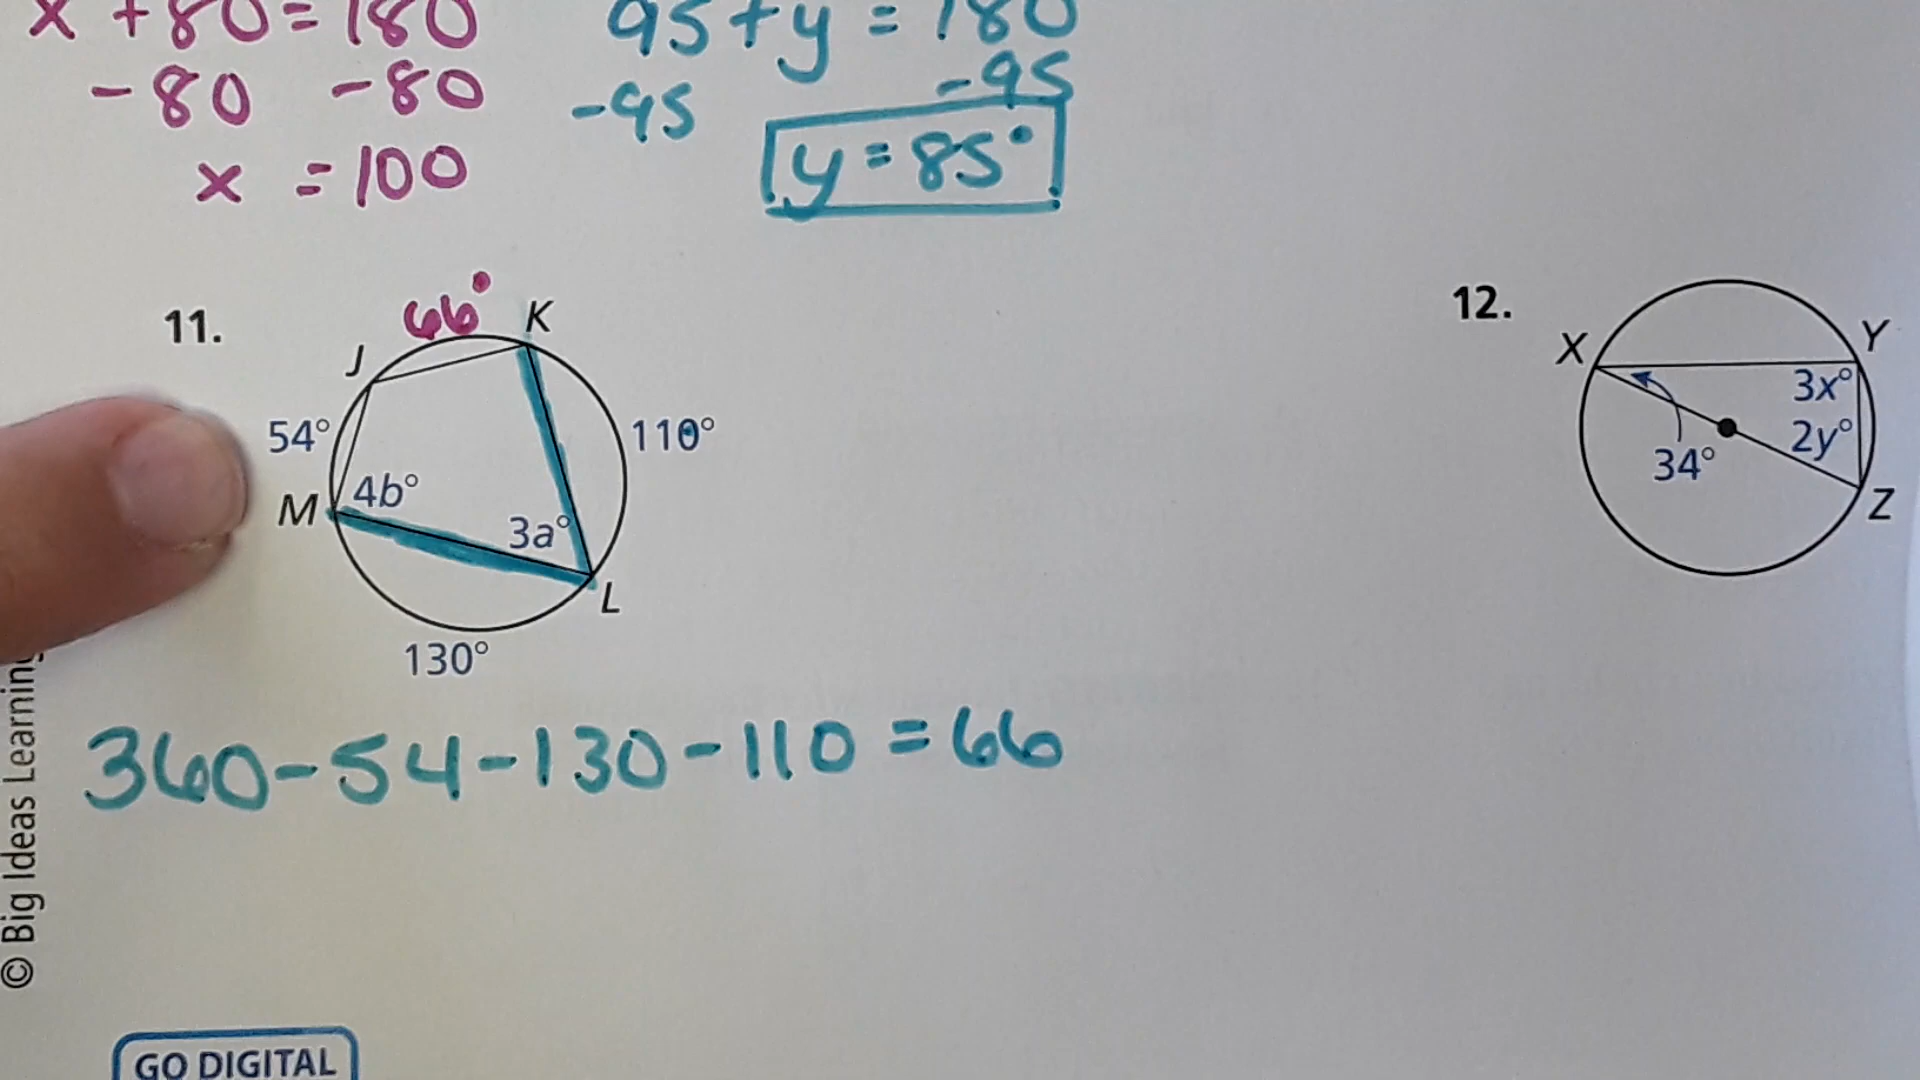 x + 80 = 180
- 80 - 80
x = 100
95 + y = 180
-95 -95
y = 85°
11.
66°
K
J
54°
110°
M
4b°
3a°
L
130°
360 - 54 - 130 - 110 = 66
12.
X
Y
3x°
2y°
34°
Z
© Big Ideas Learning
GO DIGITAL